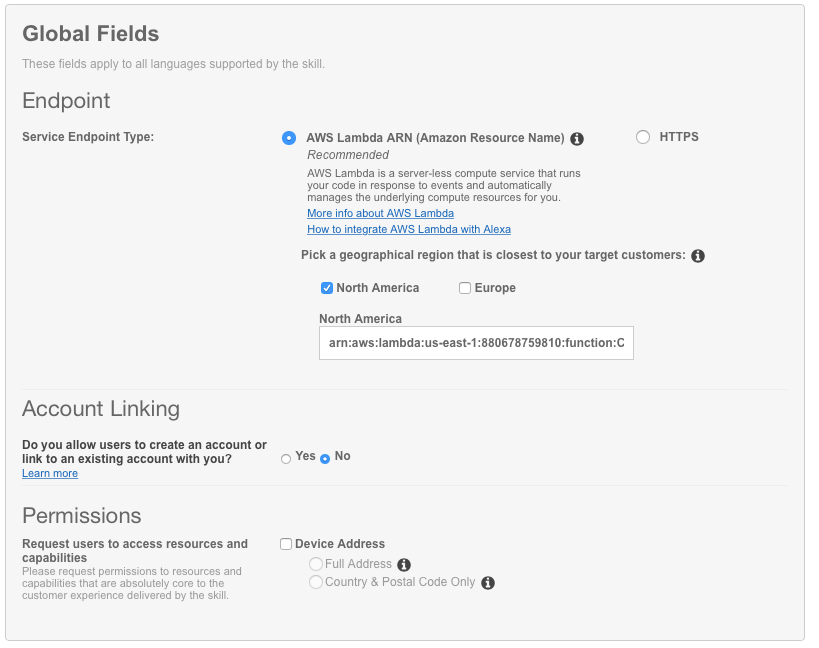 Global Fields
These fields apply to all languages supported by the skill.
Endpoint
Service Endpoint Type:
AWS Lambda ARN (Amazon Resource Name)
HTTPS
Recommended
AWS Lambda is a server-less compute service that runs
your code in response to events and automatically
manages the underlying compute resources for you.
More info about AWS Lambda
How to integrate AWS Lambda with Alexa
Pick a geographical region that is closest to your target customers:
North America
Europe
North America
arn:aws:lambda:us-east-1:880678759810:function:C
Account Linking
Do you allow users to create an account or
link to an existing account with you?
Yes
No
Learn more
Permissions
Request users to access resources and
capabilities
Please request permissions to resources and
capabilities that are absolutely core to the
customer experience delivered by the skill.
Device Address
Full Address
Country & Postal Code Only